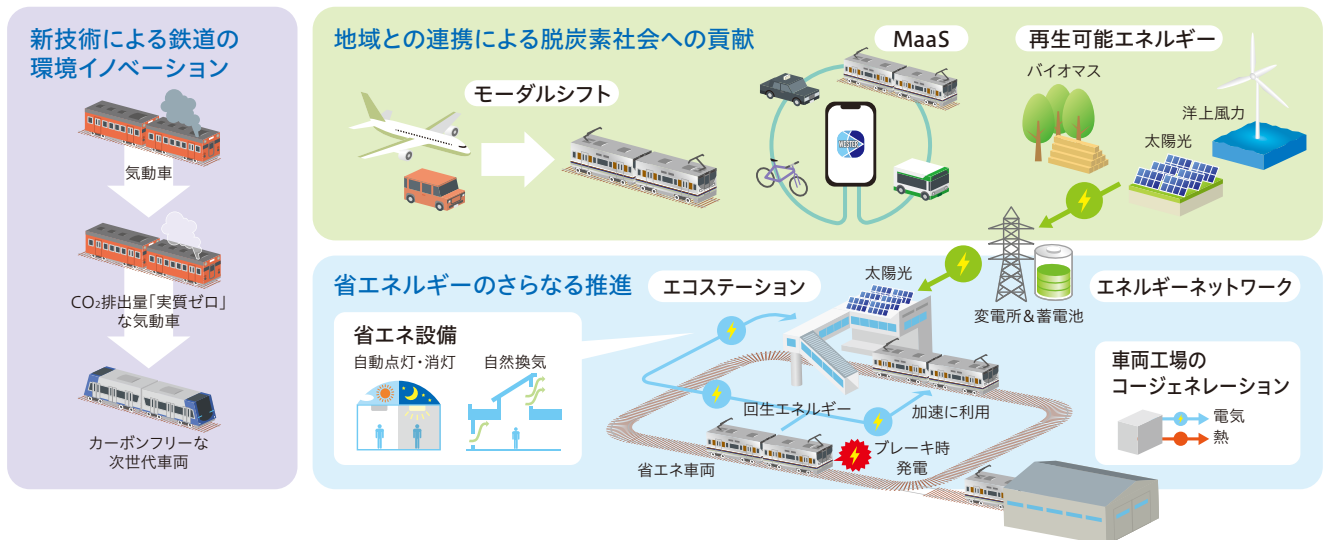 新技術による鉄道の
環境イノベーション
気動車
CO₂排出量「実質ゼロ」
な気動車
カーボンフリーな
次世代車両
地域との連携による脱炭素社会への貢献
モーダルシフト
MaaS
WESTER
再生可能エネルギー
バイオマス
洋上風力
太陽光
省エネルギーのさらなる推進
エコステーション
太陽光
変電所&蓄電池
エネルギーネットワーク
省エネ設備
自動点灯・消灯
自然換気
回生エネルギー
加速に利用
省エネ車両
ブレーキ時
発電
車両工場の
コージェネレーション
電気
熱